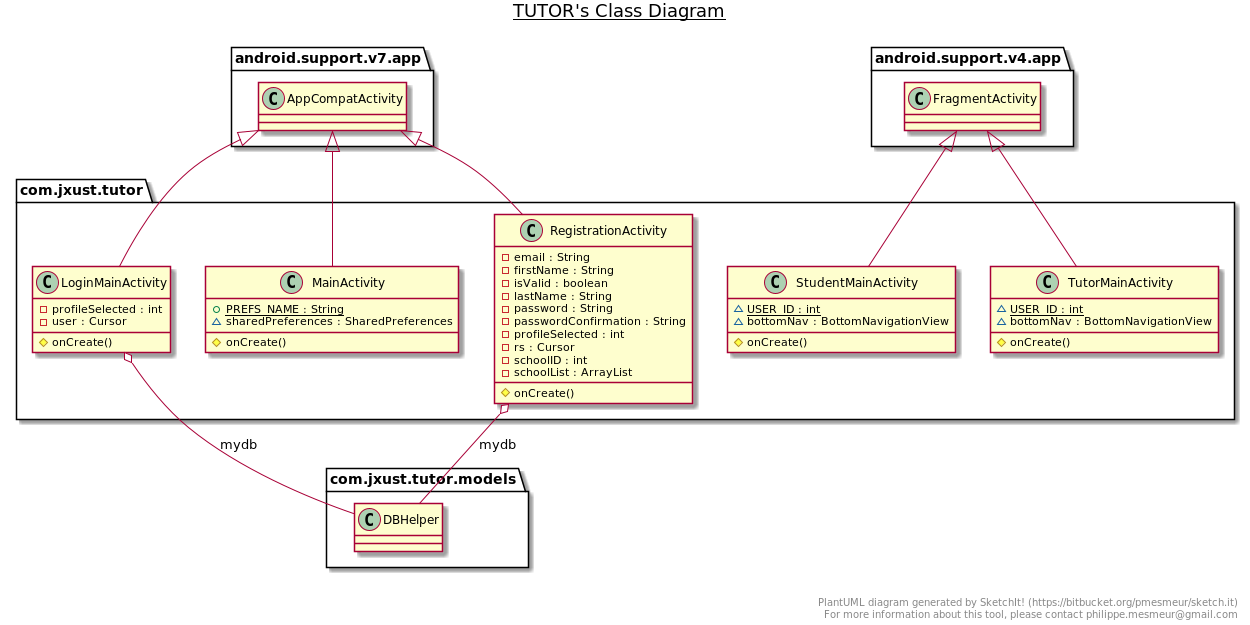 TUTOR's Class Diagram
android.support.v7.app
android.support.v4.app
C AppCompatActivity
C FragmentActivity
com.jxust.tutor
C LoginMainActivity
profileSelected : int
user : Cursor
onCreate()
C MainActivity
PREFS_NAME : String
sharedPreferences : SharedPreferences
onCreate()
C RegistrationActivity
email : String
firstName : String
isValid : boolean
lastName : String
password : String
passwordConfirmation : String
profileSelected : int
rs : Cursor
schoolID : int
schoolList : ArrayList
onCreate()
C StudentMainActivity
USER_ID : int
bottomNav : BottomNavigationView
onCreate()
C TutorMainActivity
USER_ID : int
bottomNav : BottomNavigationView
onCreate()
mydb
mydb
com.jxust.tutor.models
C DBHelper
PlantUML diagram generated by SketchIt! (https://bitbucket.org/pmesmeur/sketch.it)
For more information about this tool, please contact philippe.mesmeur@gmail.com